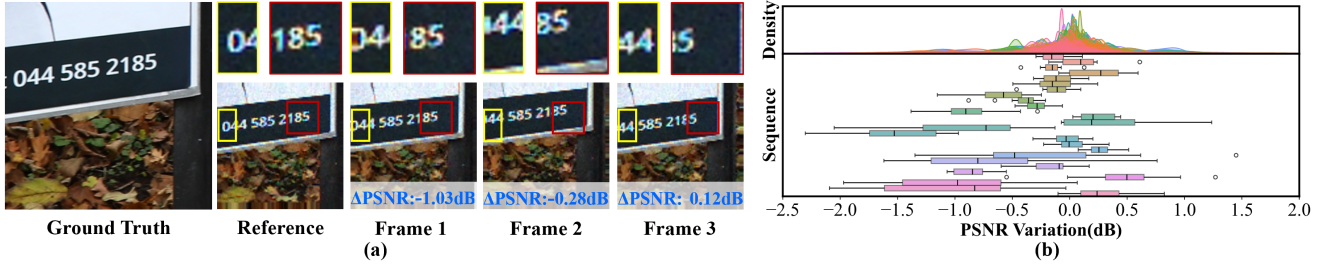 : 044 585 2185
04
185
04
85
44
85
44
85
044 585 2185
044 585 2185
044 585 2185
44 585 2185
ΔPSNR:-1.03dB
ΔPSNR:-0.28dB
ΔPSNR: 0.12dB
Ground Truth
Reference
Frame 1
Frame 2
Frame 3
(a)
Density
Sequence
−2.5
−2.0
−1.5
−1.0
−0.5
0.0
0.5
1.0
1.5
2.0
PSNR Variation(dB)
(b)